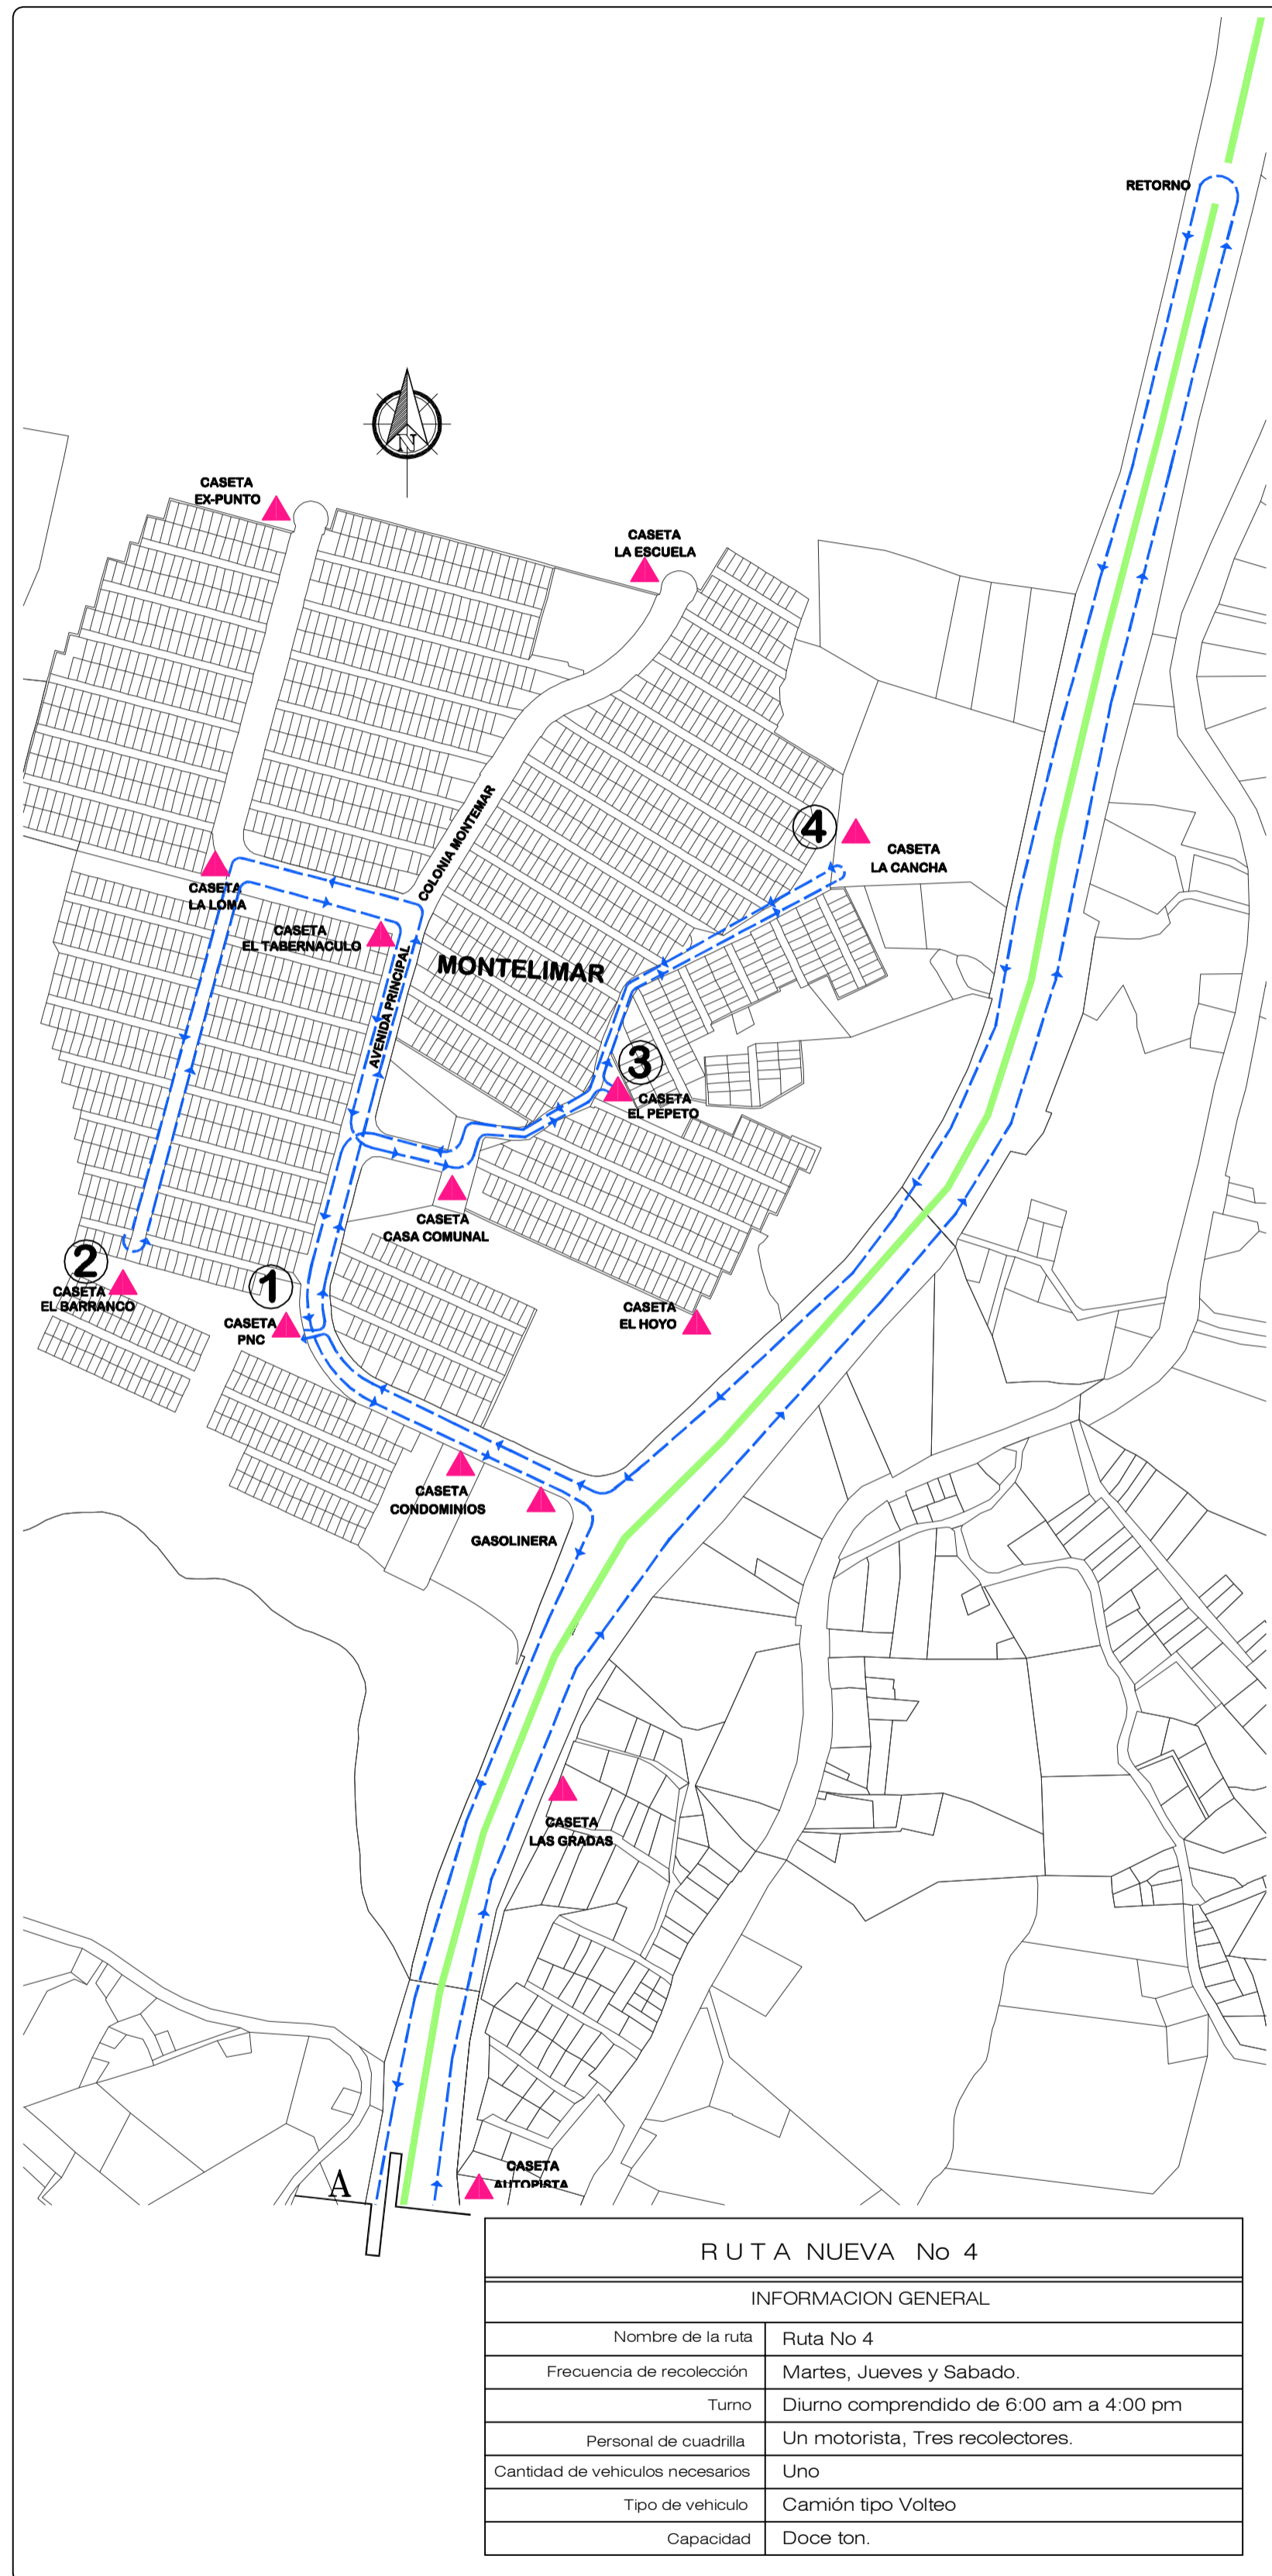 RETORNO
N
CASETA
EX-PUNTO
CASETA
LA ESCUELA
COLONIA MONTEMAR
4
CASETA
LA CANCHA
CASETA
LA LOMA
CASETA
EL TABERNACULO
AVENIDA PRINCIPAL
MONTELIMAR
3
CASETA
EL PEPETO
CASETA
CASA COMUNAL
2
CASETA
EL BARRANCO
1
CASETA
PNC
CASETA
EL HOYO
CASETA
CONDOMINIOS
GASOLINERA
CASETA
LAS GRADAS
A
CASETA
AUTOPISTA
RUTA NUEVA No 4
INFORMACION GENERAL
Nombre de la ruta Ruta No 4
Frecuencia de recolección Martes, Jueves y Sabado.
Turno Diurno comprendido de 6:00 am a 4:00 pm
Personal de cuadrilla Un motorista, Tres recolectores.
Cantidad de vehiculos necesarios Uno
Tipo de vehiculo Camión tipo Volteo
Capacidad Doce ton.